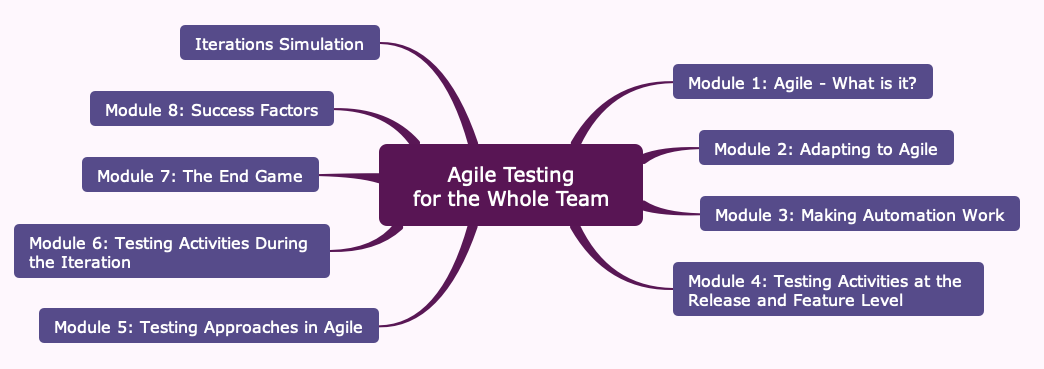 Agile Testing
for the Whole Team
Module 1: Agile - What is it?
Module 2: Adapting to Agile
Module 3: Making Automation Work
Module 4: Testing Activities at the
Release and Feature Level
Module 5: Testing Approaches in Agile
Module 6: Testing Activities During
the Iteration
Module 7: The End Game
Module 8: Success Factors
Iterations Simulation